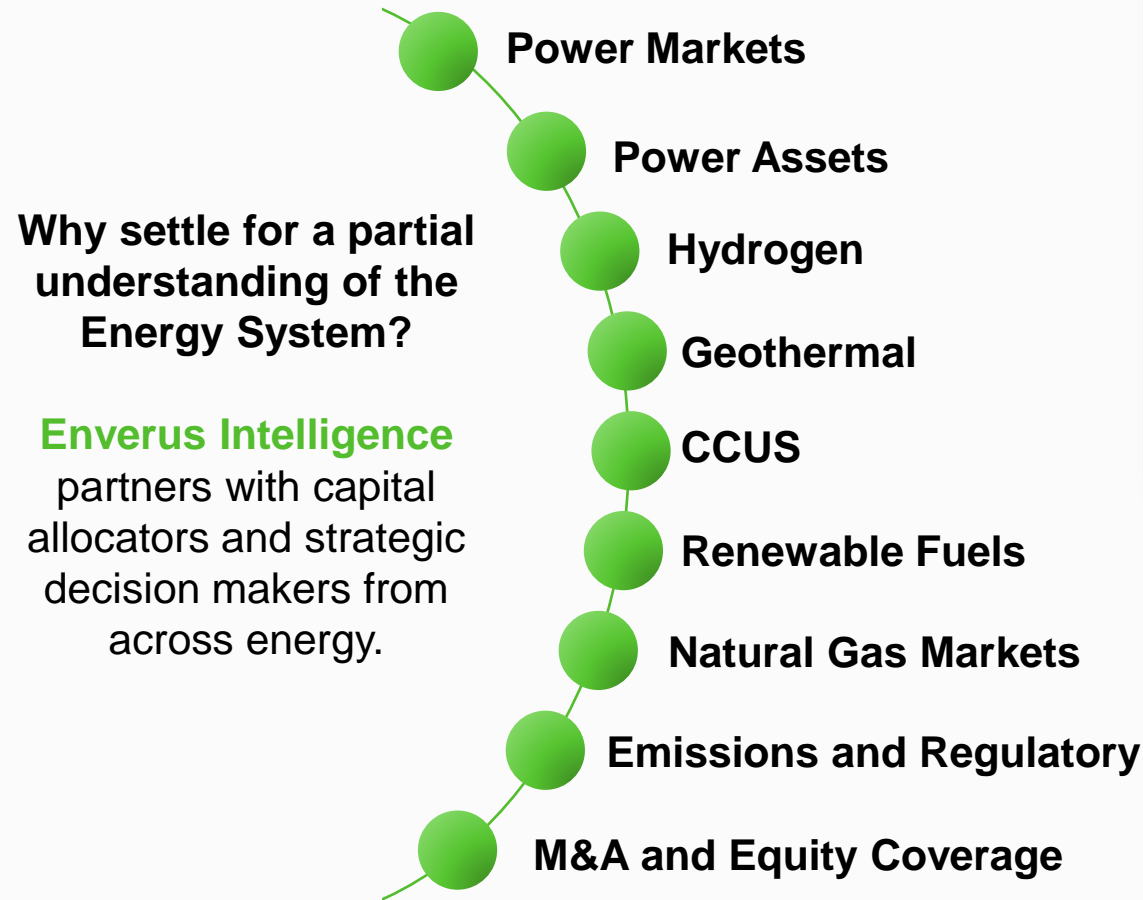 Why settle for a partial
understanding of the
Energy System?
Enverus Intelligence
partners with capital
allocators and strategic
decision makers from
across energy.
Power Markets
Power Assets
Hydrogen
Geothermal
CCUS
Renewable Fuels
Natural Gas Markets
Emissions and Regulatory
M&A and Equity Coverage